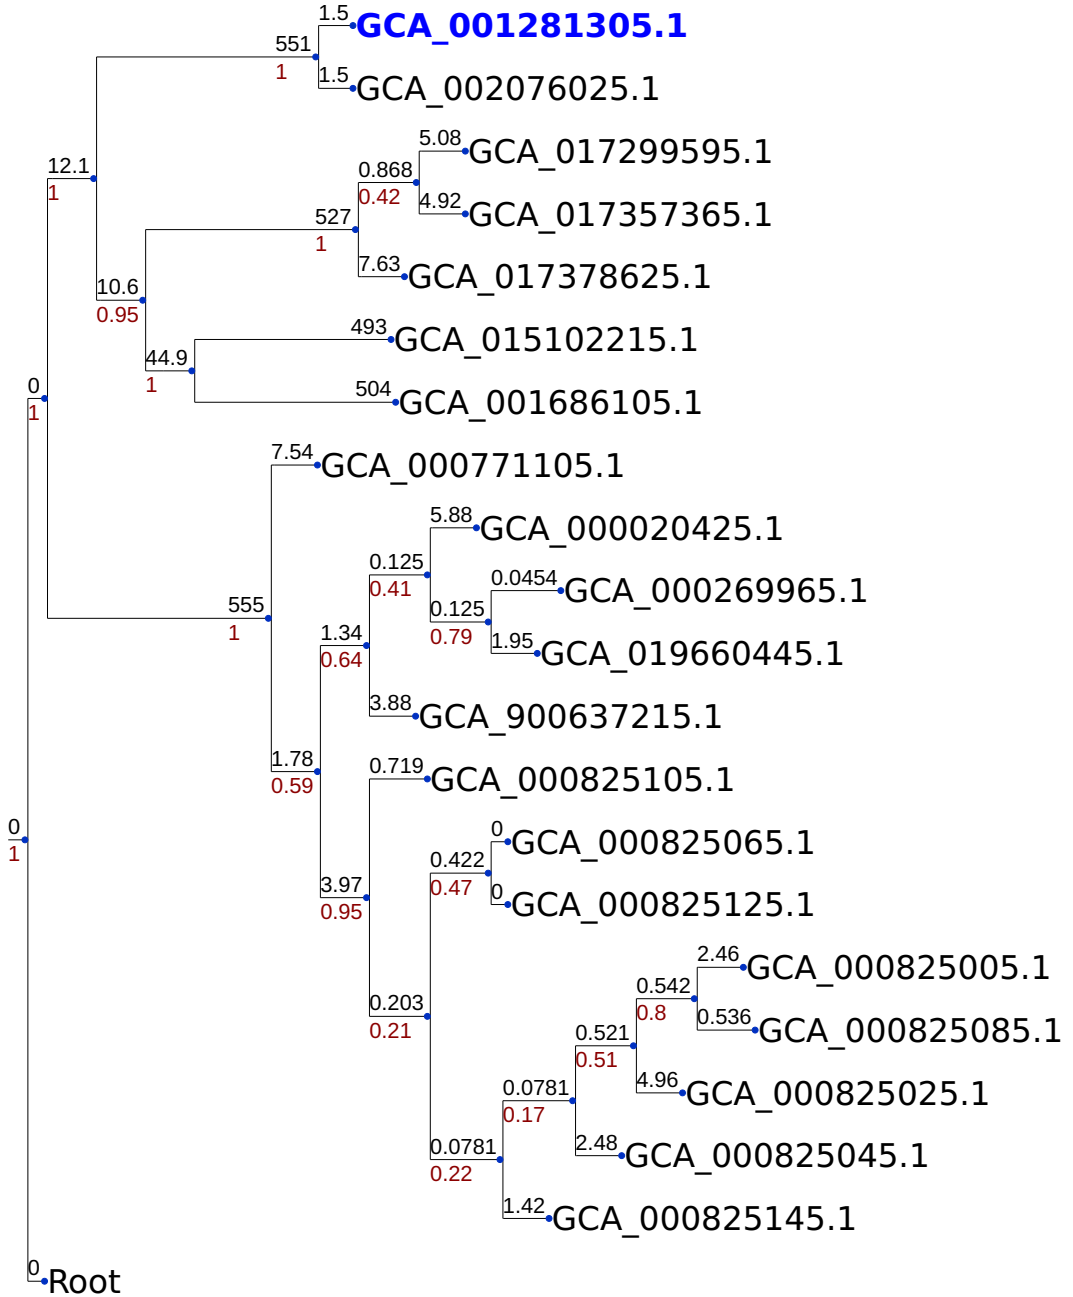 1.5
GCA_001281305.1
551
1
1.5
GCA_002076025.1
5.08
GCA_017299595.1
12.1
1
0.868
0.42
4.92
GCA_017357365.1
527
1
7.63
GCA_017378625.1
10.6
0.95
493
GCA_015102215.1
44.9
1
0
1
504
GCA_001686105.1
7.54
GCA_000771105.1
5.88
GCA_000020425.1
0.125
0.41
0.0454
GCA_000269965.1
555
1
0.125
0.79
1.34
0.64
1.95
GCA_019660445.1
3.88
GCA_900637215.1
1.78
0.59
0.719
GCA_000825105.1
0
1
0
GCA_000825065.1
0.422
0.47
3.97
0.95
0
GCA_000825125.1
2.46
GCA_000825005.1
0.542
0.8
0.203
0.21
0.536
GCA_000825085.1
0.521
0.51
4.96
GCA_000825025.1
0.0781
0.17
2.48
GCA_000825045.1
0.0781
0.22
1.42
GCA_000825145.1
0
Root